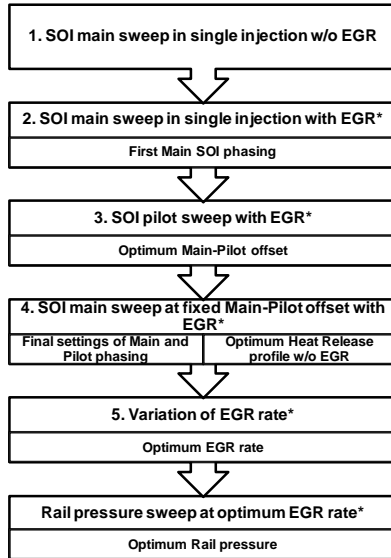 1. SOI main sweep in single injection w/o EGR
2. SOI main sweep in single injection with EGR*
First Main SOI phasing
3. SOI pilot sweep with EGR*
Optimum Main-Pilot offset
4. SOI main sweep at fixed Main-Pilot offset with
EGR*
Final settings of Main and
Pilot phasing
Optimum Heat Release
profile w/o EGR
5. Variation of EGR rate*
Optimum EGR rate
Rail pressure sweep at optimum EGR rate*
Optimum Rail pressure